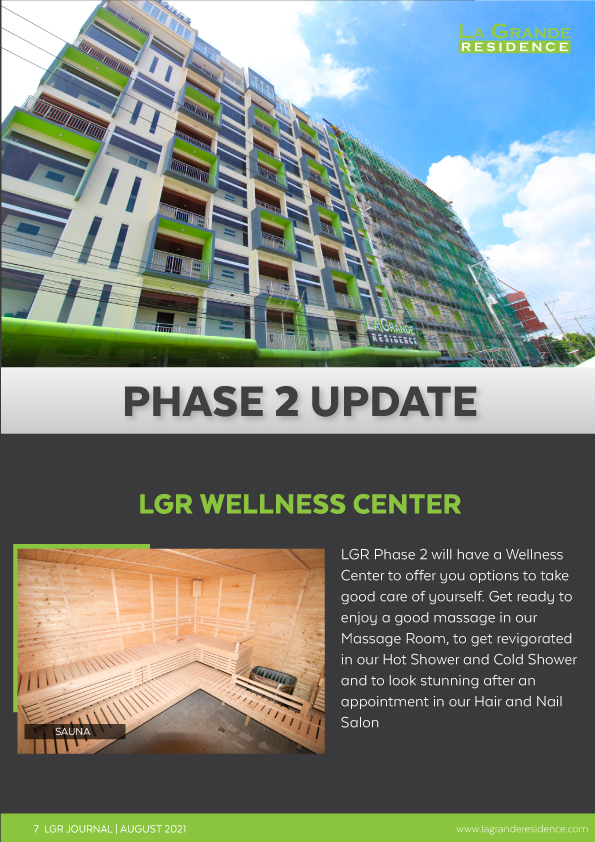 LA GRANDE
RESIDENCE
LA GRANDE
RESIDENCE
PHASE 2 UPDATE
LGR WELLNESS CENTER
LGR Phase 2 will have a Wellness
Center to offer you options to take
good care of yourself. Get ready to
enjoy a good massage in our
Massage Room, to get revigorated
in our Hot Shower and Cold Shower
and to look stunning after an
appointment in our Hair and Nail
Salon
SAUNA
7 LGR JOURNAL | AUGUST 2021
www.lagranderesidence.com